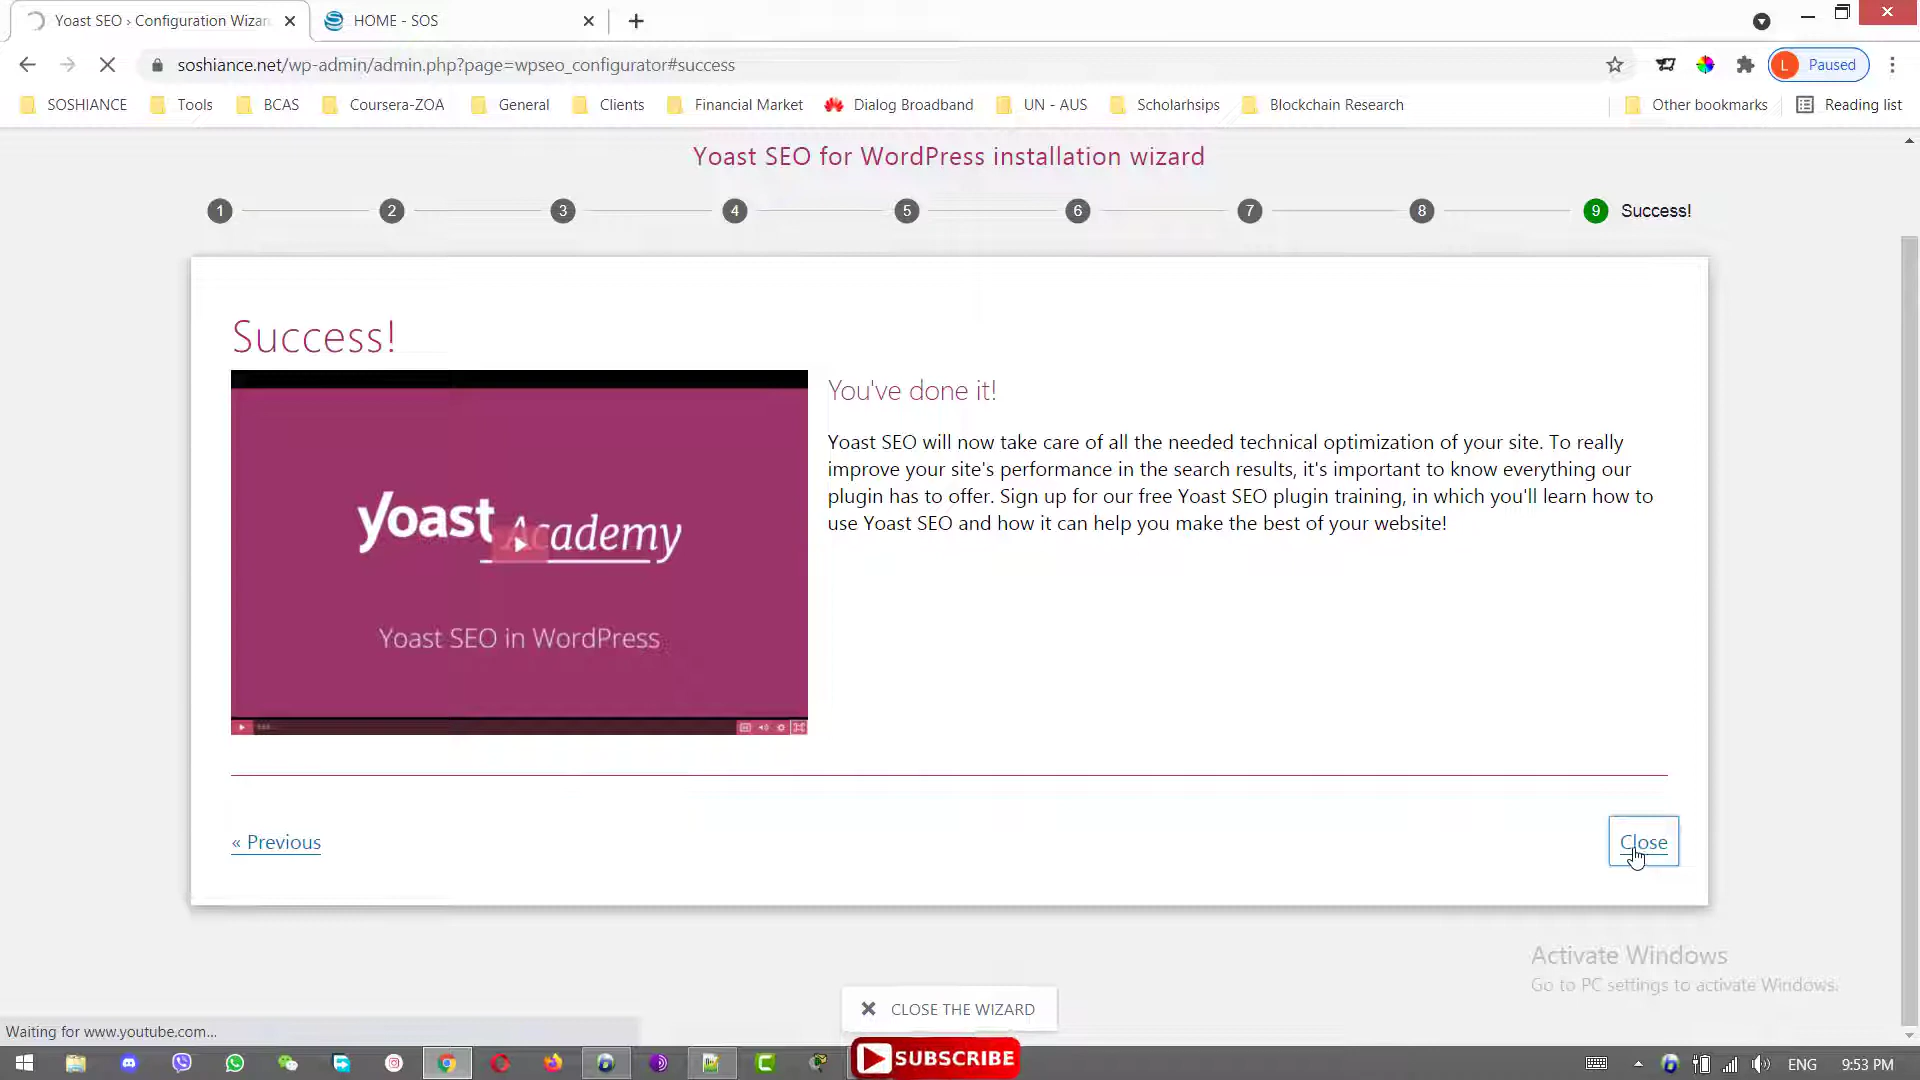 Yoast SEO › Configuration Wizar
HOME - SOS
soshiance.net/wp-admin/admin.php?page=wpseo_configurator#success
L Paused
SOSHIANCE
Tools
BCAS
Coursera-ZOA
General
Clients
Financial Market
Dialog Broadband
UN - AUS
Scholarhsips
Blockchain Research
Other bookmarks
Reading list
Yoast SEO for WordPress installation wizard
1 2 3 4 5 6 7 8 9 Success!
Success!
yoast Academy
Yoast SEO in WordPress
You've done it!
Yoast SEO will now take care of all the needed technical optimization of your site. To really
improve your site's performance in the search results, it's important to know everything our
plugin has to offer. Sign up for our free Yoast SEO plugin training, in which you'll learn how to
use Yoast SEO and how it can help you make the best of your website!
« Previous
Close
Activate Windows
Go to PC settings to activate Windows.
CLOSE THE WIZARD
Waiting for www.youtube.com...
SUBSCRIBE
ENG
9:53 PM